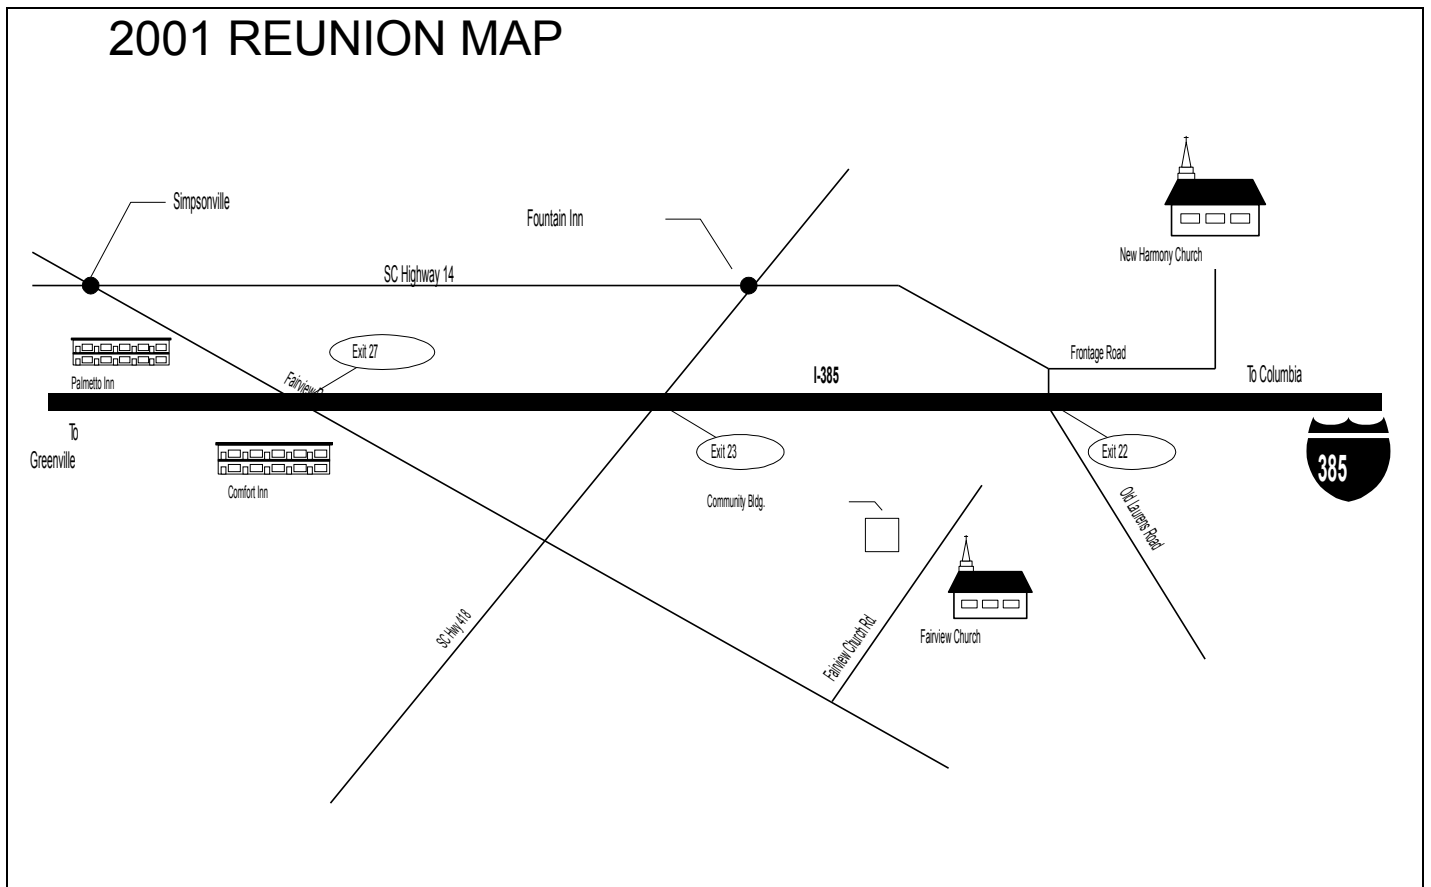 2001 REUNION MAP
Simpsonville
Fountain Inn
New Harmony Church
SC Highway 14
Exit 27
Frontage Road
Palmetto Inn
Fairview
I-385
To Columbia
To
Greenville
Exit 23
Exit 22
385
Comfort Inn
Community Bldg.
Old Laurens Road
SC Hwy 418
Fairview Church Rd.
Fairview Church